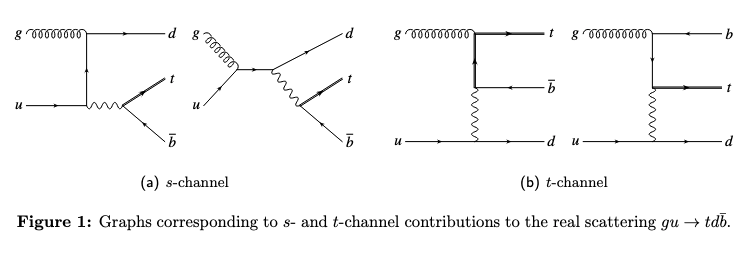 g d g d g t g b
t t b̄ t
u u
b̄ b̄ u d u d
(a) s-channel (b) t-channel
Figure 1: Graphs corresponding to s- and t-channel contributions to the real scattering gu → tdb̄.